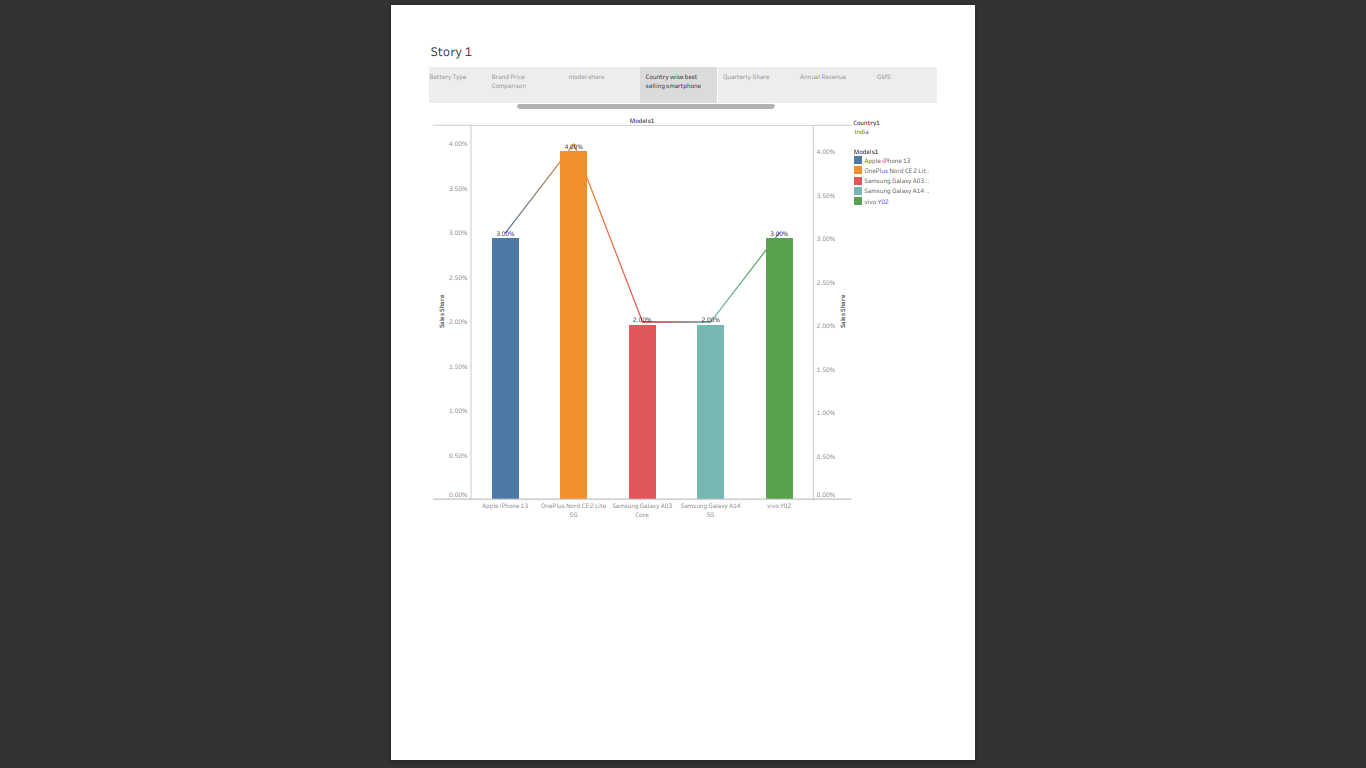 Story 1
Battery Type
Brand Price
Comparison
model-share
Country wise best
selling smartphone
Quarterly-Share
Annual Revenue
GMS
Models1
4.00%
3.50%
3.00%
2.50%
2.00%
1.50%
1.00%
0.50%
0.00%
Sales Share
3.00%
4.00%
2.00%
2.00%
3.00%
4.00%
3.50%
3.00%
2.50%
2.00%
1.50%
1.00%
0.50%
0.00%
Sales Share
Apple iPhone 13
OnePlus Nord CE 2 Lite
5G
Samsung Galaxy A03
Core
Samsung Galaxy A14
5G
vivo Y02
Country1
India
Models1
Apple iPhone 13
OnePlus Nord CE 2 Lit..
Samsung Galaxy A03 ..
Samsung Galaxy A14 ..
vivo Y02